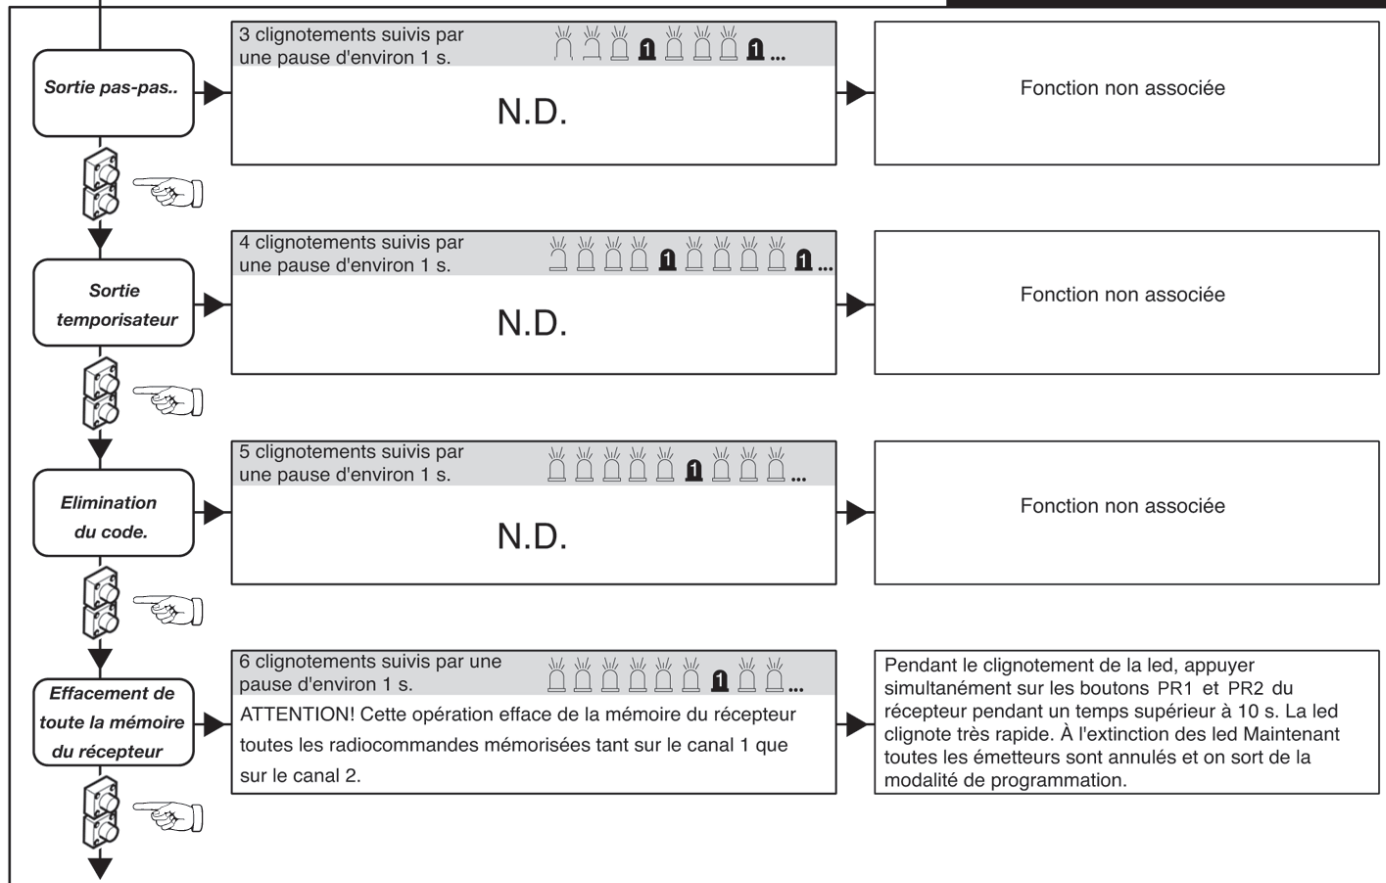 Sortie pas-pas..
3 clignotements suivis par
une pause d'environ 1 s.
1
1 ...
N.D.
Fonction non associée
Sortie
temporisateur
4 clignotements suivis par
une pause d'environ 1 s.
1
1 ...
N.D.
Fonction non associée
Elimination
du code.
5 clignotements suivis par
une pause d'environ 1 s.
1
...
N.D.
Fonction non associée
Effacement de
toute la mémoire
du récepteur
6 clignotements suivis par une
pause d'environ 1 s.
1
...
ATTENTION! Cette opération efface de la mémoire du récepteur
toutes les radiocommandes mémorisées tant sur le canal 1 que
sur le canal 2.
Pendant le clignotement de la led, appuyer
simultanément sur les boutons PR1 et PR2 du
récepteur pendant un temps supérieur à 10 s. La led
clignote très rapide. À l'extinction des led Maintenant
toutes les émetteurs sont annulés et on sort de la
modalité de programmation.